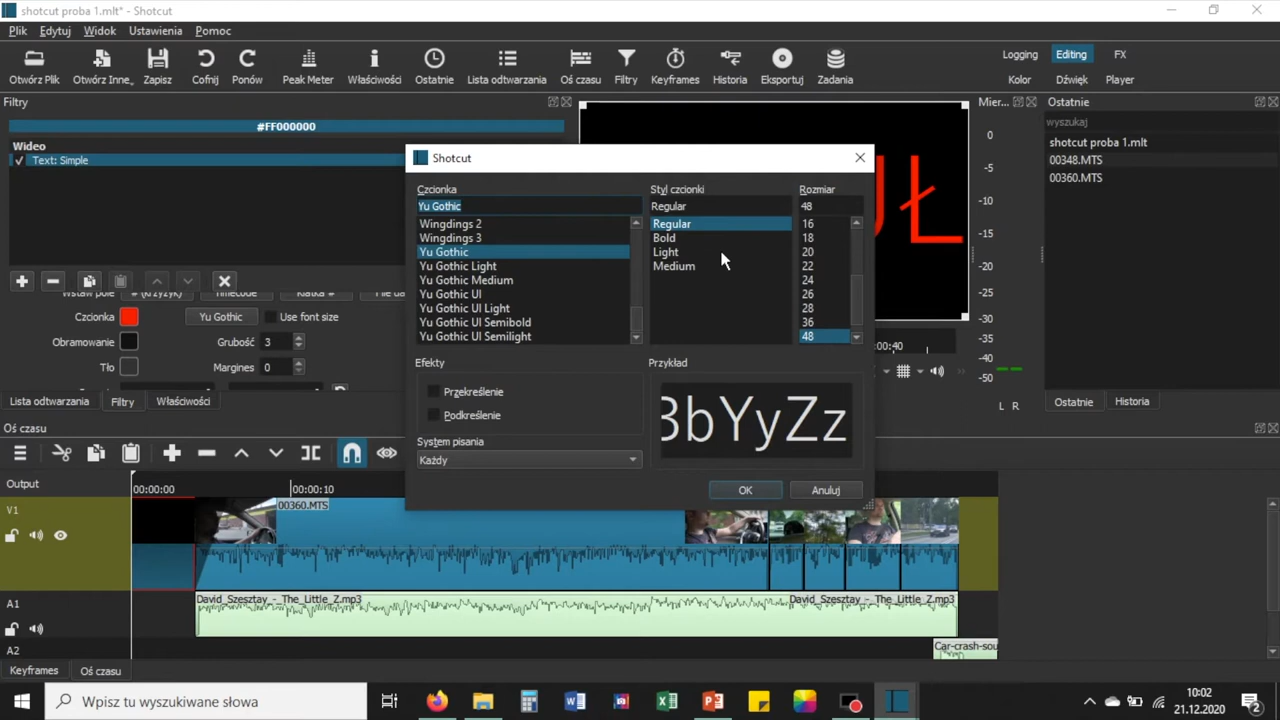 shotcut proba 1.mlt* - Shotcut
Plik Edytuj Widok Ustawienia Pomoc
Otwórz Plik Otwórz Inne... Zapisz Cofnij Ponów Peak Meter Właściwości Ostatnie Lista odtwarzania Oś czasu Filtry Keyframes Historia Eksportuj Zadania
Logging Editing FX
Kolor Dźwięk Player
Filtry
Mier...
Ostatnie
#FF000000
wyszukaj
Wideo
Text: Simple
shotcut proba 1.mlt
00348.MTS
00360.MTS
Shotcut
Czcionka
Styl czcionki
Rozmiar
Yu Gothic
Regular
48
Wingdings 2
Wingdings 3
Yu Gothic
Yu Gothic Light
Yu Gothic Medium
Yu Gothic UI
Yu Gothic UI Light
Yu Gothic UI Semibold
Yu Gothic UI Semilight
Regular
Bold
Light
Medium
16
18
20
22
24
26
28
36
48
Efekty
Przekreślenie
Podkreślenie
System pisania
Każdy
Przykład
BbYyZz
OK
Anuluj
Ł
0
-5
-10
-15
-20
-25
-30
-35
-40
-50
L R
:00:40
Czcionka Yu Gothic Use font size
Obramowanie Grubość 3
Tło Margines 0
Lista odtwarzania Filtry Właściwości
Ostatnie Historia
Oś czasu
Output
00:00:00 00:00:10
V1
00360.MTS
A1
David_Szesztay_-_The_Little_Z.mp3 David_Szesztay_-_The_Little_Z.mp3
A2
Car-crash-sou
Keyframes Oś czasu
Wpisz tu wyszukiwane słowa
10:02
21.12.2020
2